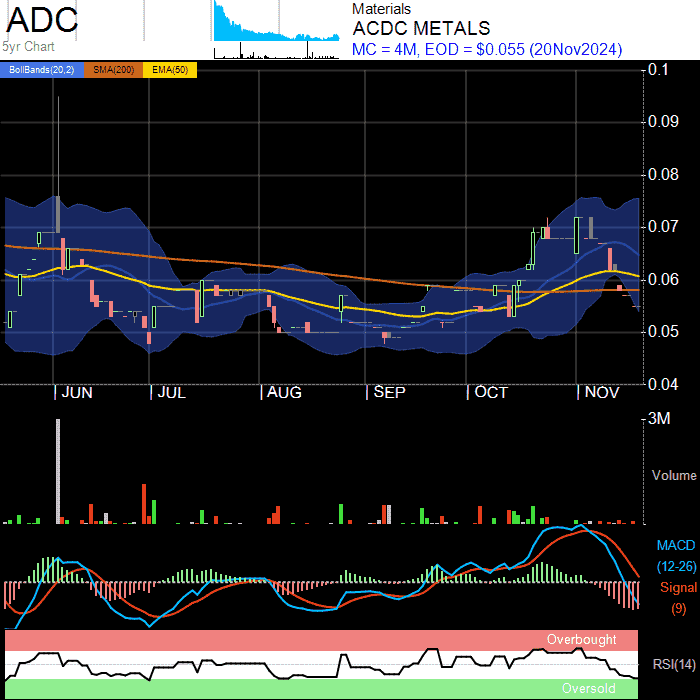 ADC
5yr Chart
Materials
ACDC METALS
MC = 4M, EOD = $0.055 (20Nov2024)
BollBands(20,2) SMA(200) EMA(50)
0.1
0.09
0.08
0.07
0.06
0.05
0.04
JUN JUL AUG SEP OCT NOV
3M
Volume
MACD
(12-26)
Signal
(9)
Overbought
RSI(14)
Oversold